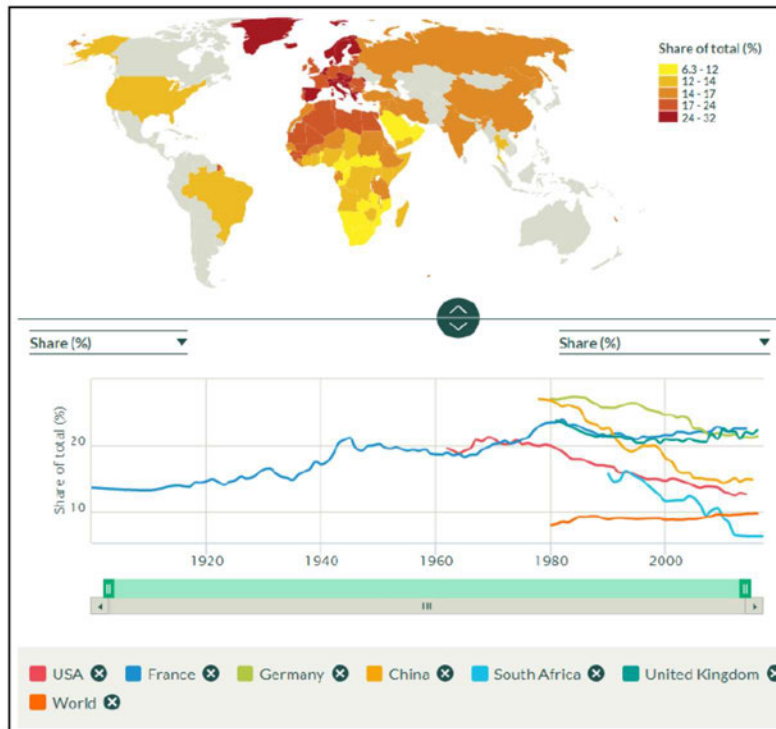 Share of total (%)
6.3 - 12
12 - 14
14 - 17
17 - 24
24 - 32
Share (%)
Share (%)
Share of total (%)
20
10
1920
1940
1960
1980
2000
USA France Germany China South Africa United Kingdom
World